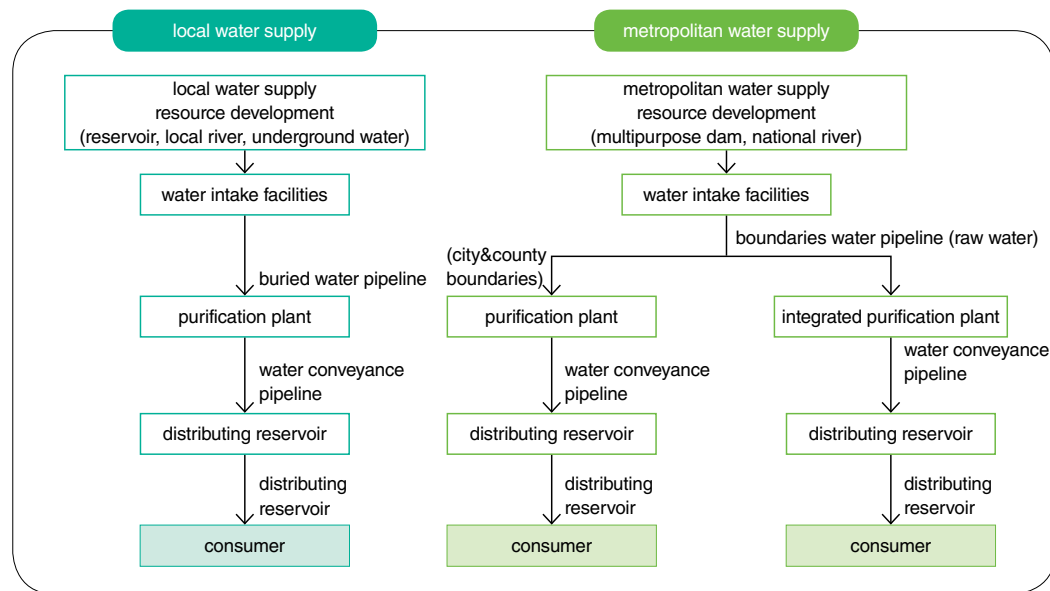 local water supply
local water supply
resource development
(reservoir, local river, underground water)
water intake facilities
buried water pipeline
purification plant
water conveyance
pipeline
distributing reservoir
distributing
reservoir
consumer
metropolitan water supply
metropolitan water supply
resource development
(multipurpose dam, national river)
water intake facilities
boundaries water pipeline (raw water)
(city&county
boundaries)
purification plant
water conveyance
pipeline
distributing reservoir
distributing
reservoir
consumer
integrated purification plant
water conveyance
pipeline
distributing reservoir
distributing
reservoir
consumer